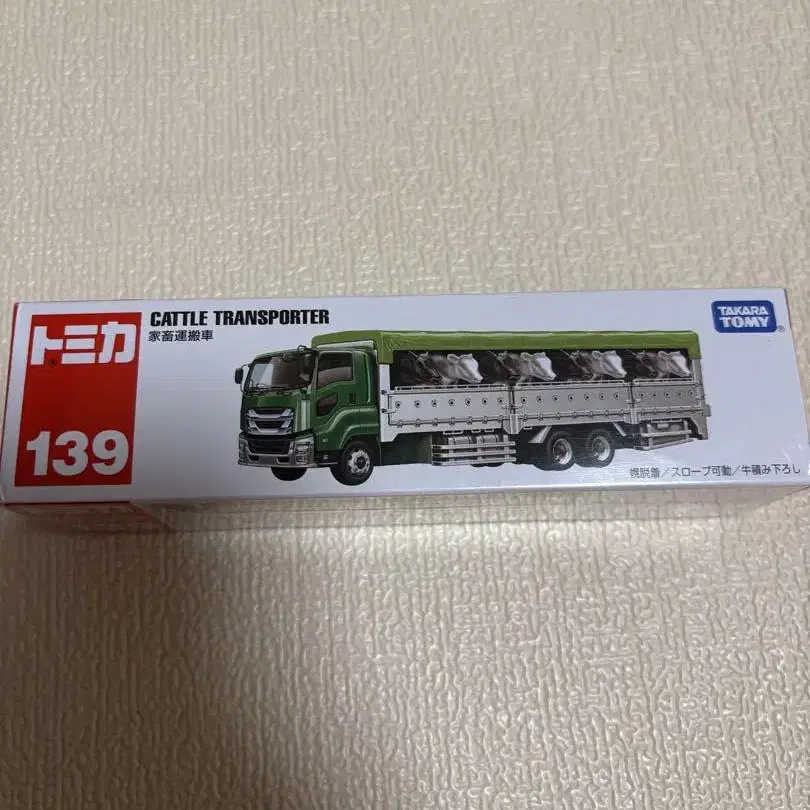 トミカ®
139
CATTLE TRANSPORTER
家畜運搬車
TAKARA
TOMY®
幌脱着／スロープ可動／牛積み下ろし